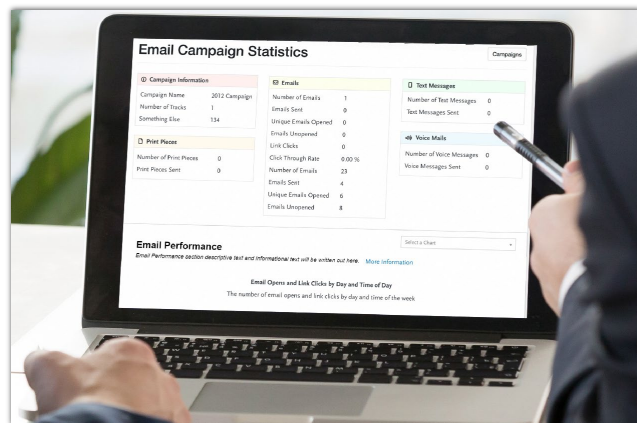 Email Campaign Statistics
Campaigns
Campaign Information
Campaign Name 2012 Campaign
Number of Tracks 1
Something Else 134
Print Pieces
Number of Print Pieces 0
Print Pieces Sent 0
Emails
Number of Emails 1
Emails Sent 0
Unique Emails Opened 0
Emails Unopened 0
Link Clicks 0
Click Through Rate 0.00 %
Number of Emails 23
Emails Sent 4
Unique Emails Opened 6
Emails Unopened 8
Text Messages
Number of Text Messages 0
Text Messages Sent 0
Voice Mails
Number of Voice Messages 0
Voice Messages Sent 0
Email Performance
Select a Chart
Email Performance section descriptive text and informational text will be written out here. More Information
Email Opens and Link Clicks by Day and Time of Day
The number of email opens and link clicks by day and time of the week